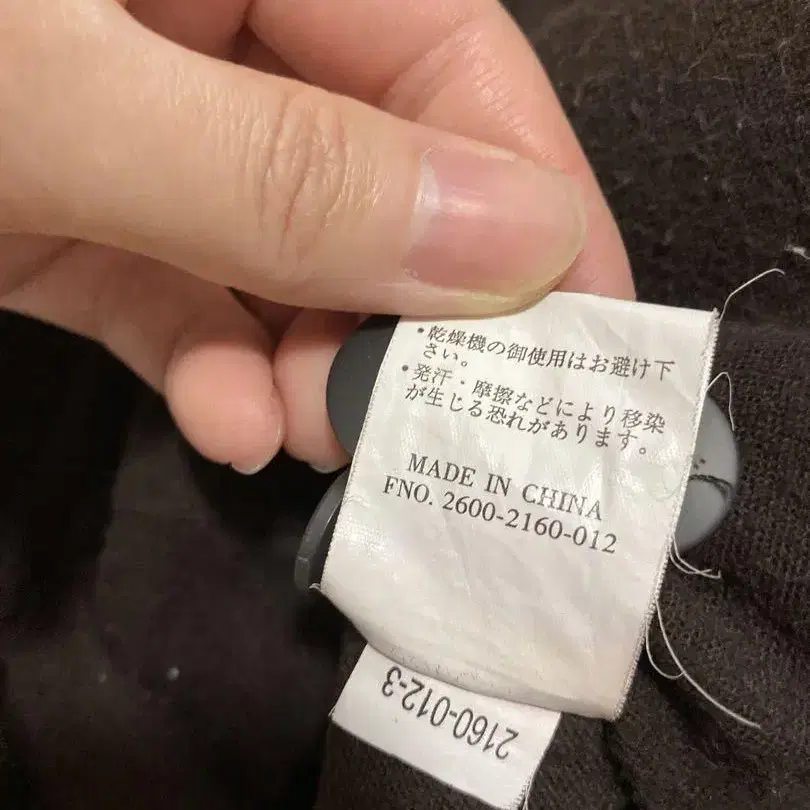 ・乾燥機の御使用はお避け下
さい。
・発汗．摩擦などにより移染
が生じる恐れがあります。
MADE IN CHINA
FNO. 2600-2160-012
2160-012-3